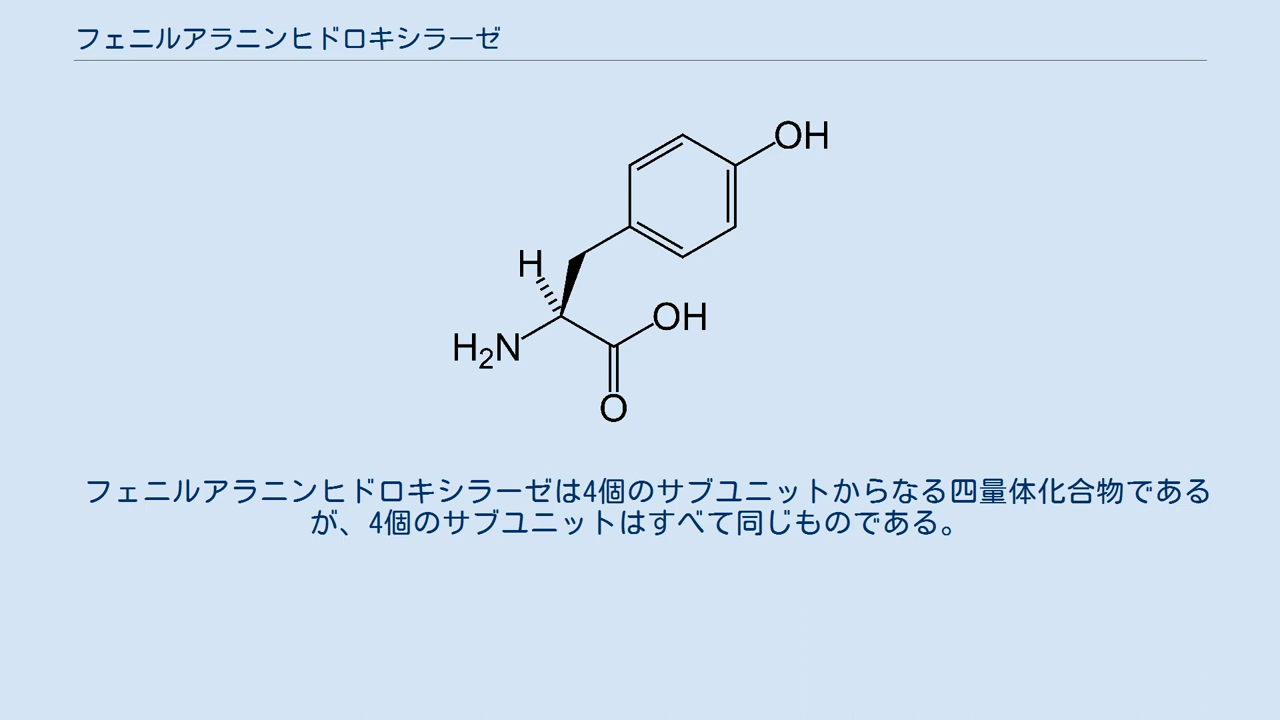 フェニルアラニンヒドロキシラーゼ
OH
H
OH
H₂N
O
フェニルアラニンヒドロキシラーゼは4個のサブユニットからなる四量体化合物である
が、4個のサブユニットはすべて同じものである。